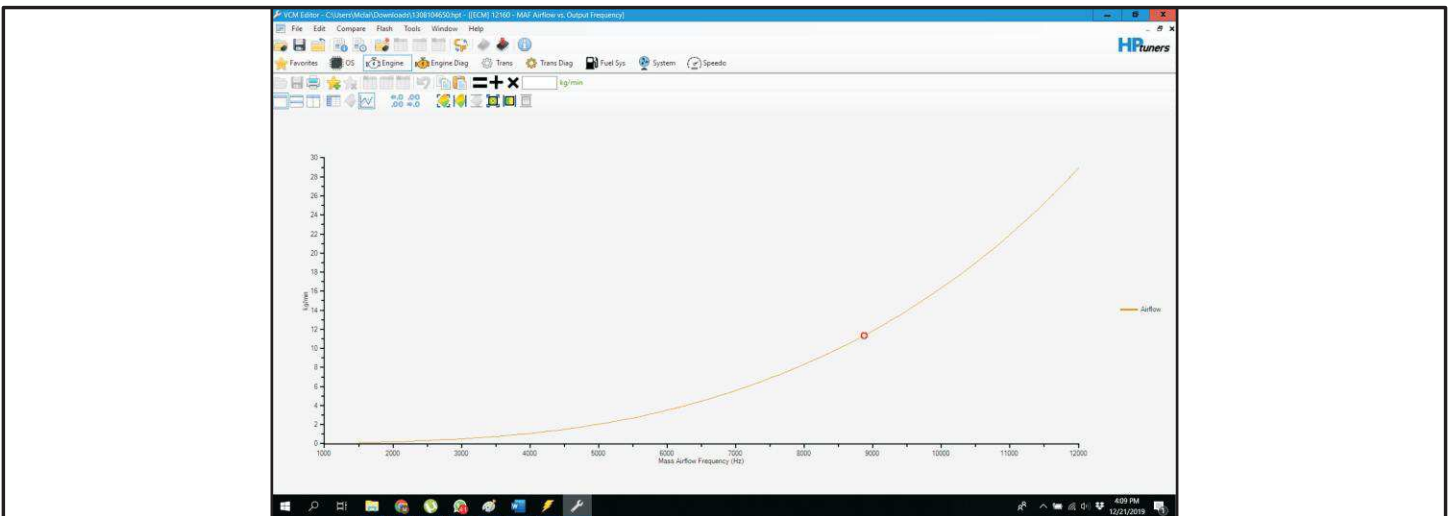 VCM Editor - C:\Users\Mclal\Downloads\1308104650.hpt - [[ECM] 12160 - MAF Airflow vs. Output Frequency]
File Edit Compare Flash Tools Window Help
HPtuners
Favorites OS Engine Engine Diag Trans Trans Diag Fuel Sys System Speedo
kg/min
30
28
26
24
22
20
18
16
kg/min
14
Airflow
12
10
8
6
4
2
0
1000 2000 3000 4000 5000 6000 7000 8000 9000 10000 11000 12000
Mass Airflow Frequency (Hz)
4:09 PM
12/21/2019